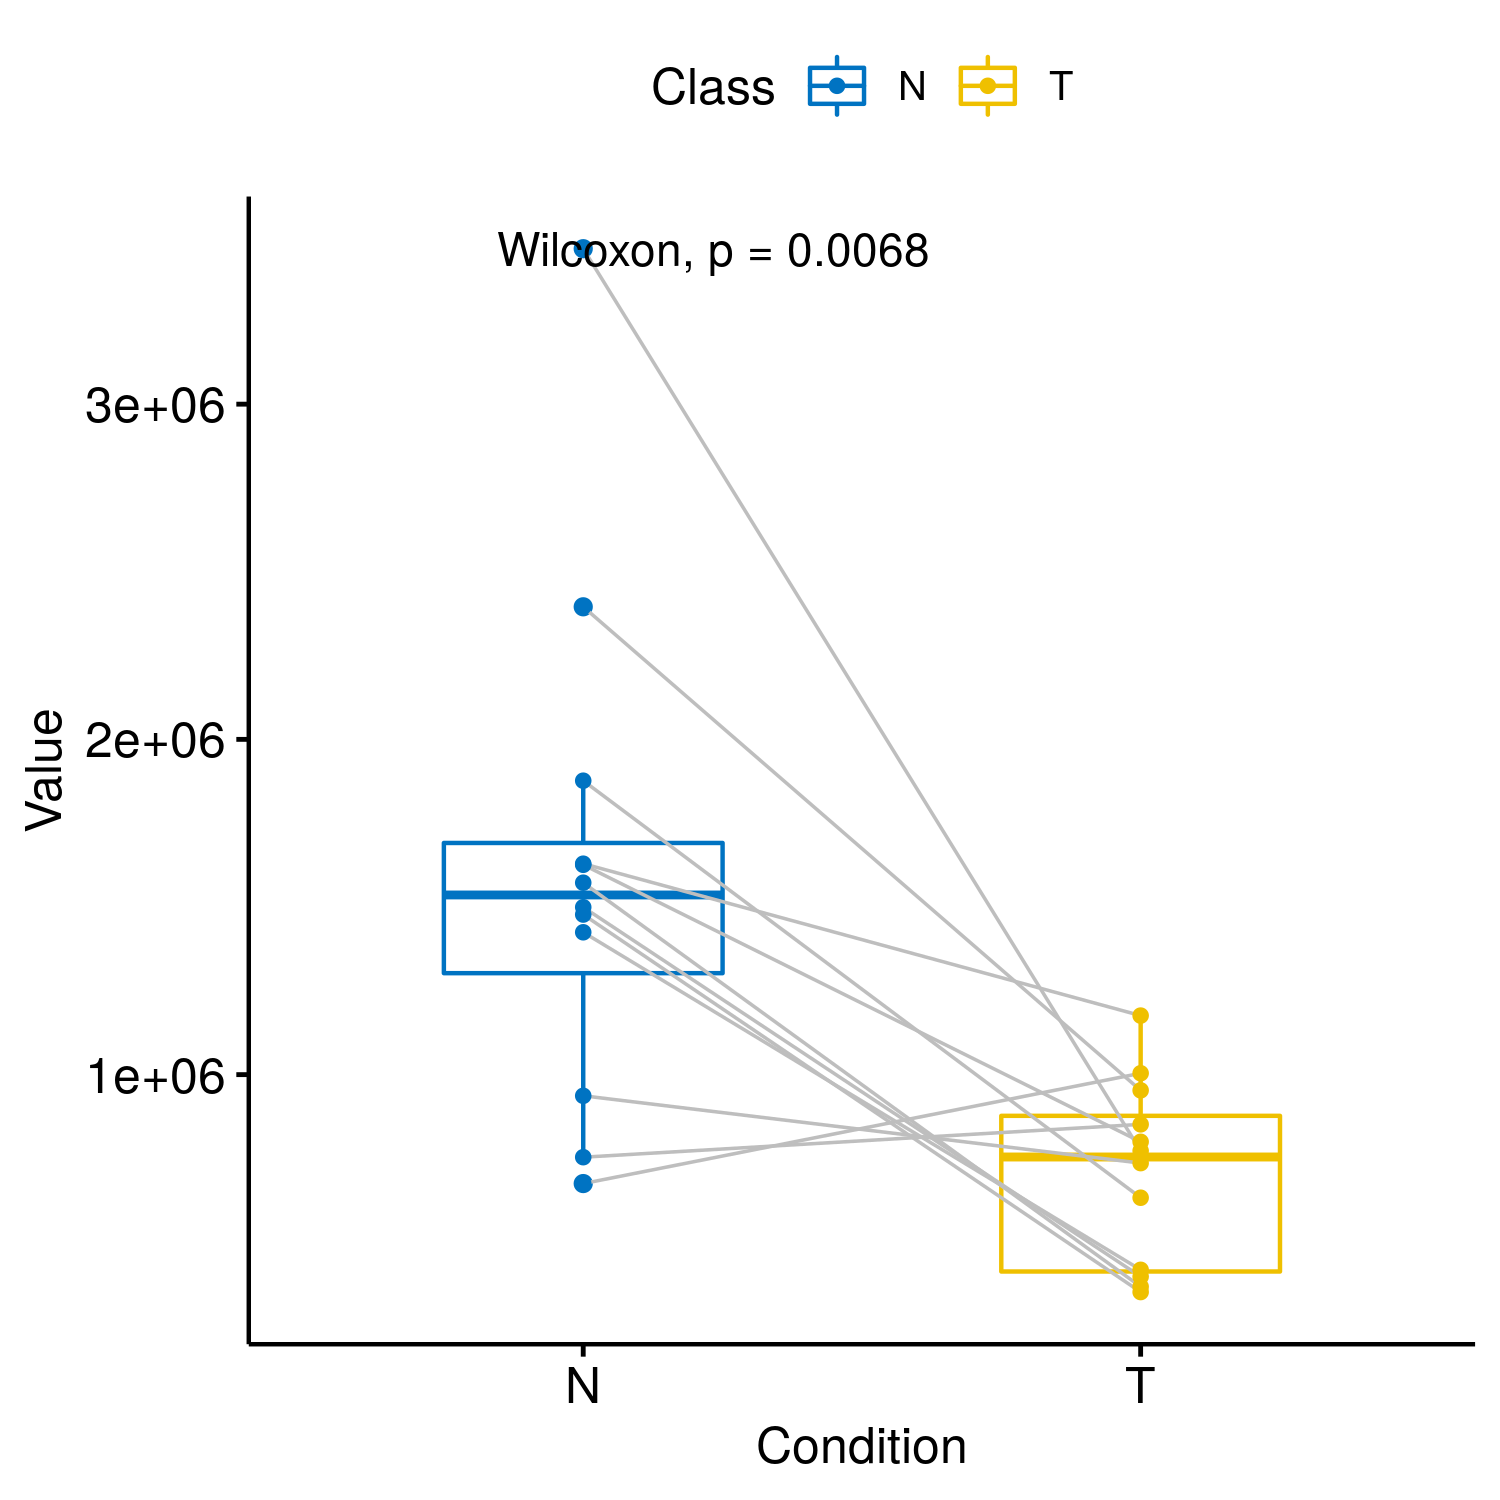 Class N T
Wilcoxon, p = 0.0068
3e+06
2e+06
1e+06
Value
N T
Condition